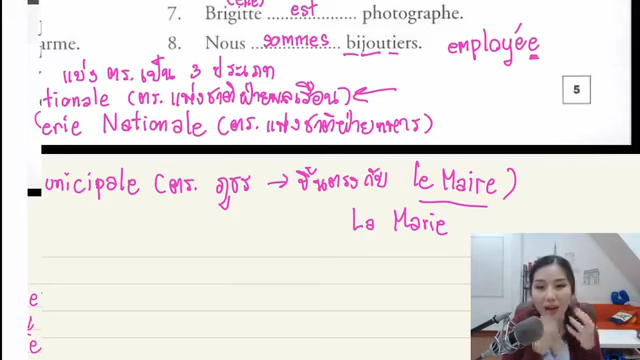 (elle)
7. Brigitte est photographe.
arme. 8. Nous sommes bijoutiers. employée
แบ่ง ตร. เป็น 3 ประเภท
tionale (ตร. แห่งชาติฝ่ายพลเรือน)
erie Nationale (ตร. แห่งชาติฝ่ายทหาร)
5
unicipale (ตร. ภูธร → ขึ้นตรงกับ le Maire)
La Marie
e
e